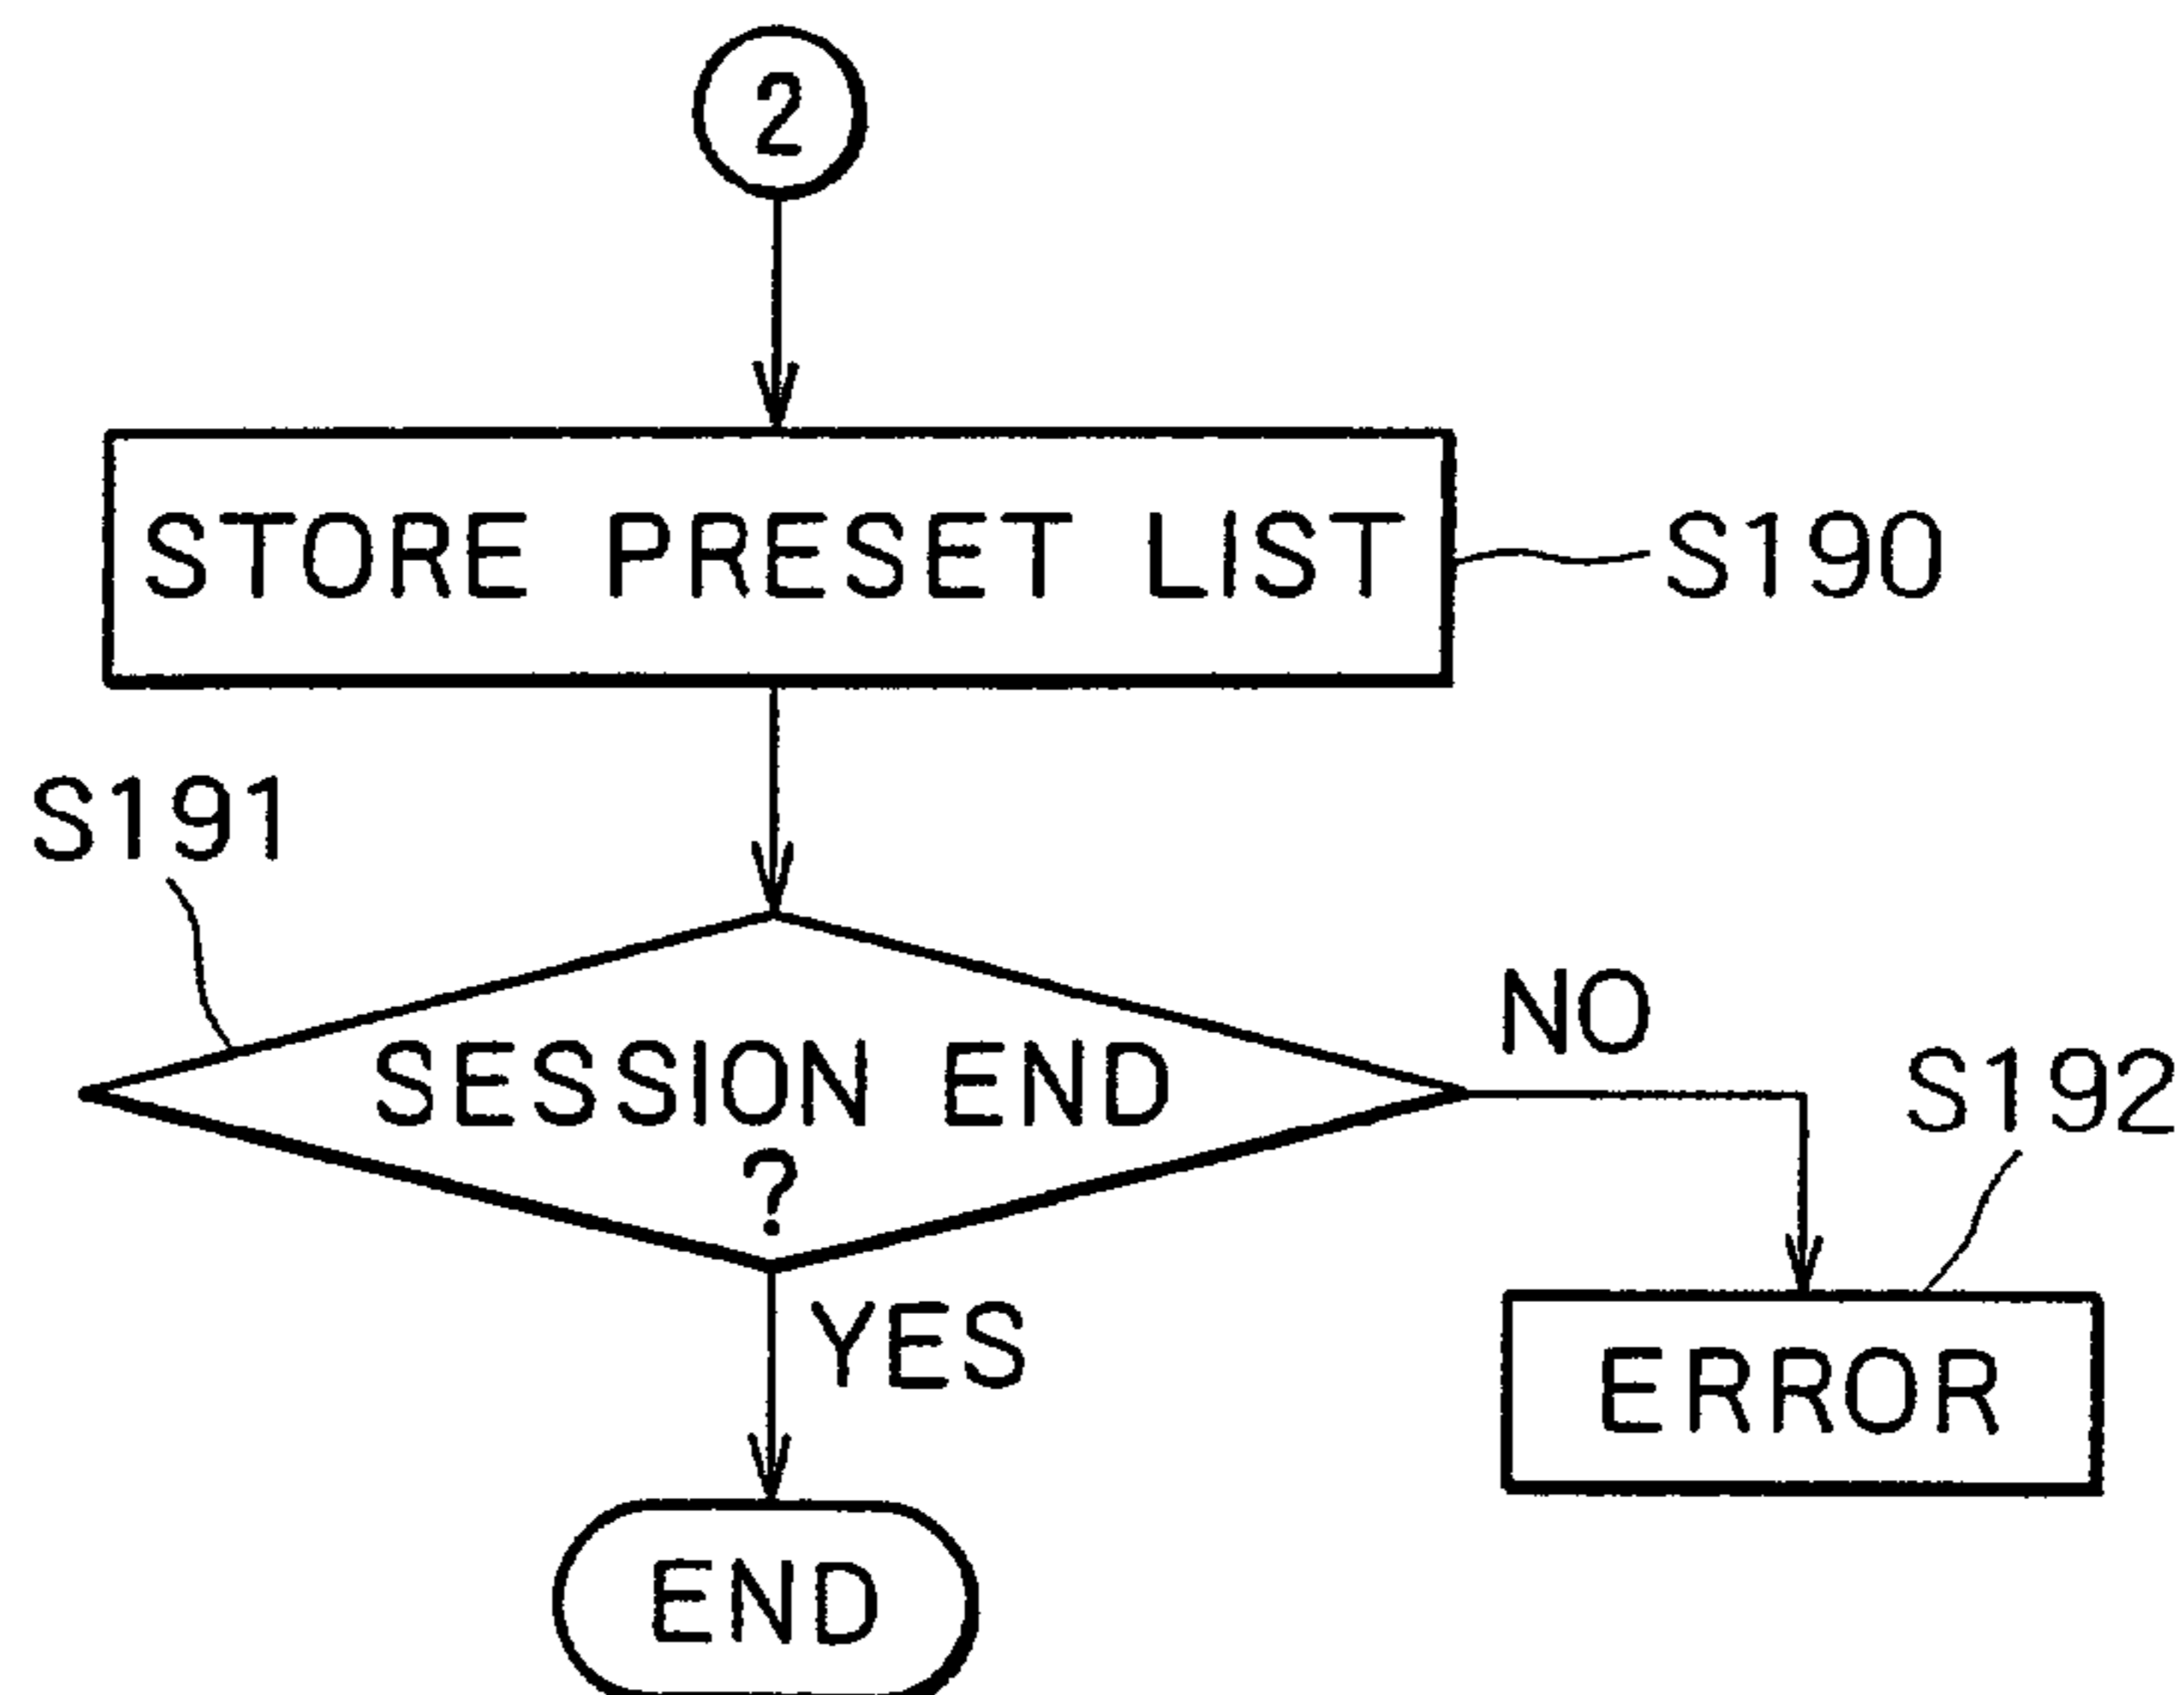 2
STORE PRESET LIST
S190
S191
SESSION END
?
NO
S192
YES
ERROR
END